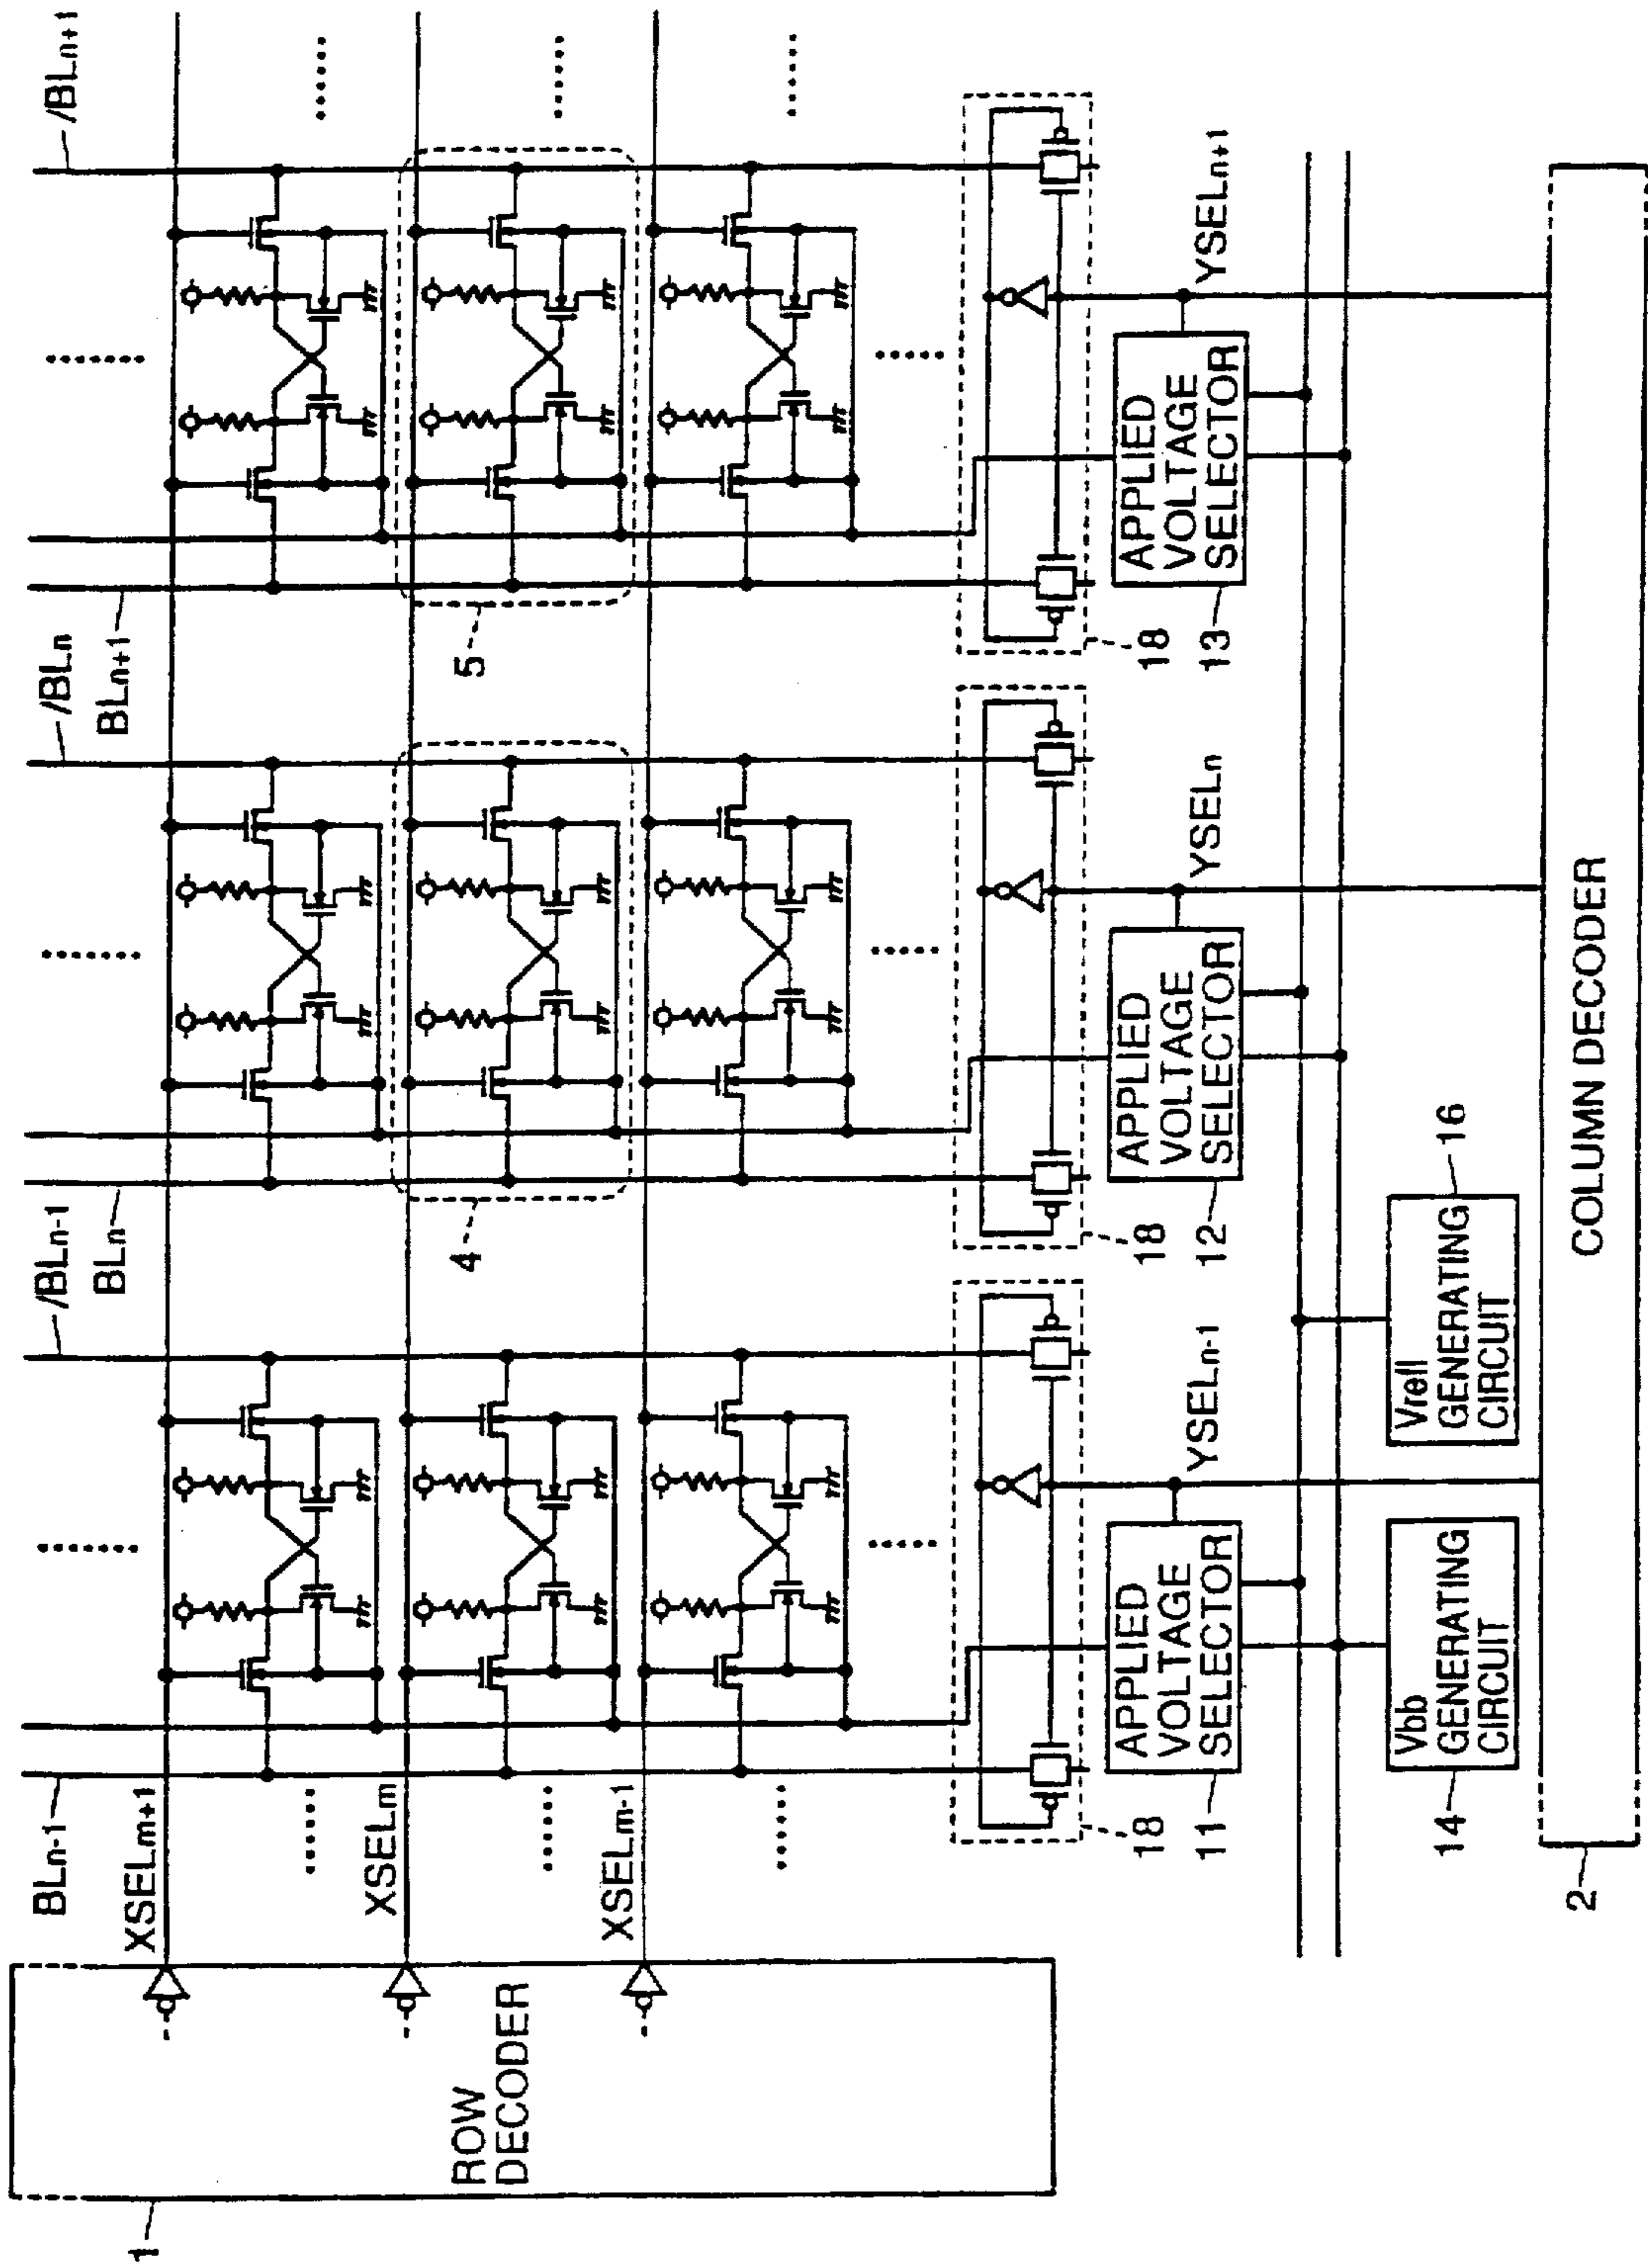 /BLn-1
/BLn
/BLn+1
BLn-1
BLn
BLn+1
XSELm+1
XSELm
XSELm-1
4
5
1
ROW
DECODER
18
18
18
11
APPLIED
VOLTAGE
SELECTOR
YSELn-1
12
APPLIED
VOLTAGE
SELECTOR
YSELn
13
APPLIED
VOLTAGE
SELECTOR
YSELn+1
14
Vbb
GENERATING
CIRCUIT
Vrell
GENERATING
CIRCUIT
16
2
COLUMN DECODER